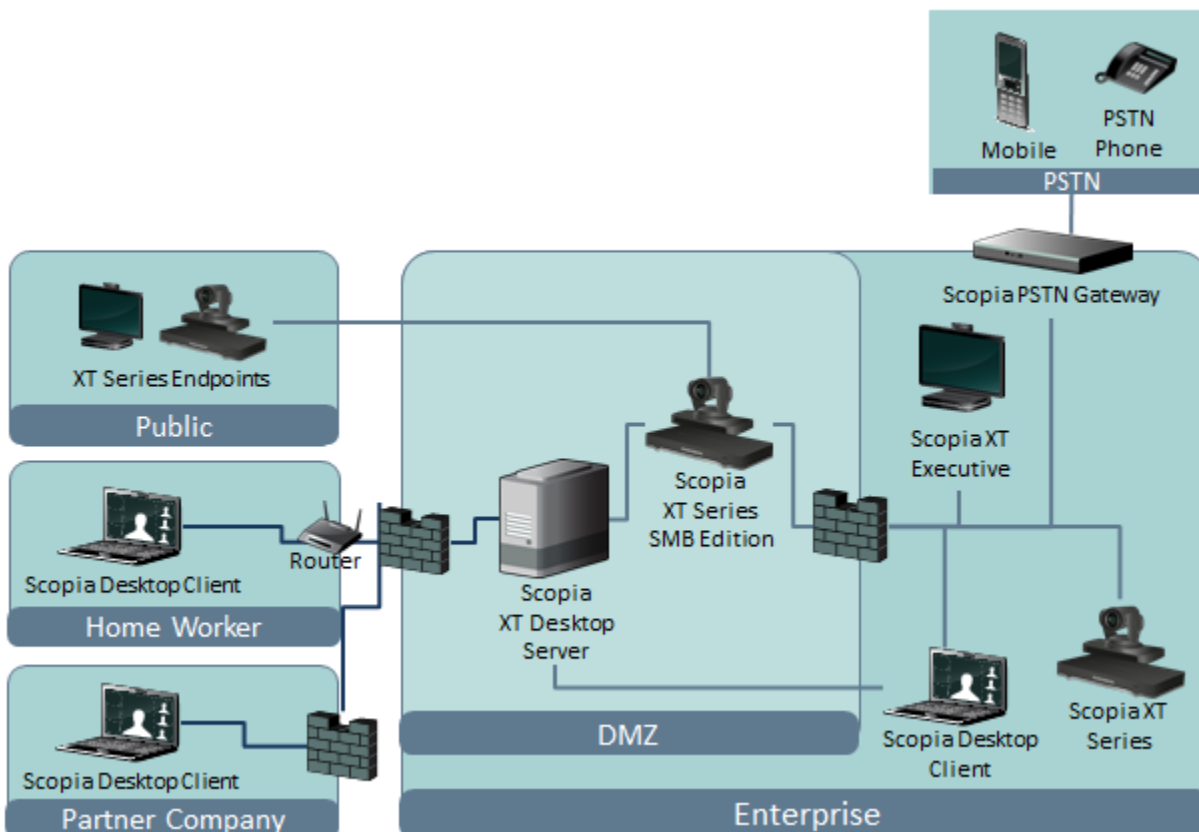 Mobile
PSTN
Phone
PSTN
Scopia PSTN Gateway
XT Series Endpoints
Public
Scopia XT
Executive
Scopia
XT Series
SMB Edition
Router
Scopia Desktop Client
Home Worker
Scopia
XT Desktop
Server
Scopia Desktop Client
Partner Company
DMZ
Scopia Desktop
Client
Scopia XT
Series
Enterprise